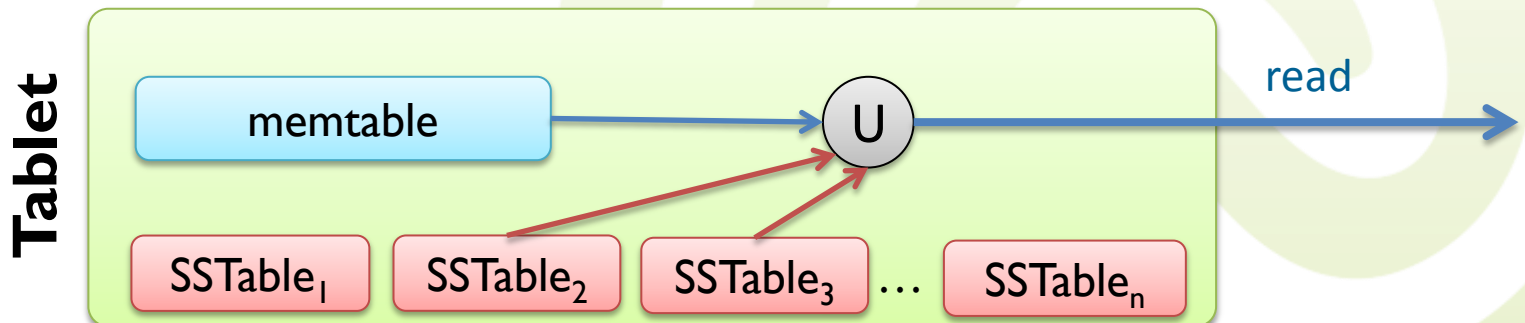 Tablet
read
memtable
U
SSTable₁ SSTable₂ SSTable₃ ... SSTableₙ